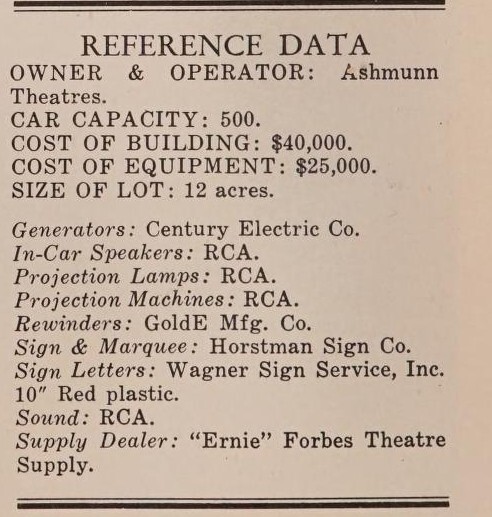 REFERENCE DATA
OWNER & OPERATOR: Ashmunn
Theatres.
CAR CAPACITY: 500.
COST OF BUILDING: $40,000.
COST OF EQUIPMENT: $25,000.
SIZE OF LOT: 12 acres.
Generators: Century Electric Co.
In-Car Speakers: RCA.
Projection Lamps: RCA.
Projection Machines: RCA.
Rewinders: GoldE Mfg. Co.
Sign & Marquee: Horstman Sign Co.
Sign Letters: Wagner Sign Service, Inc.
10″ Red plastic.
Sound: RCA.
Supply Dealer: “Ernie” Forbes Theatre
Supply.